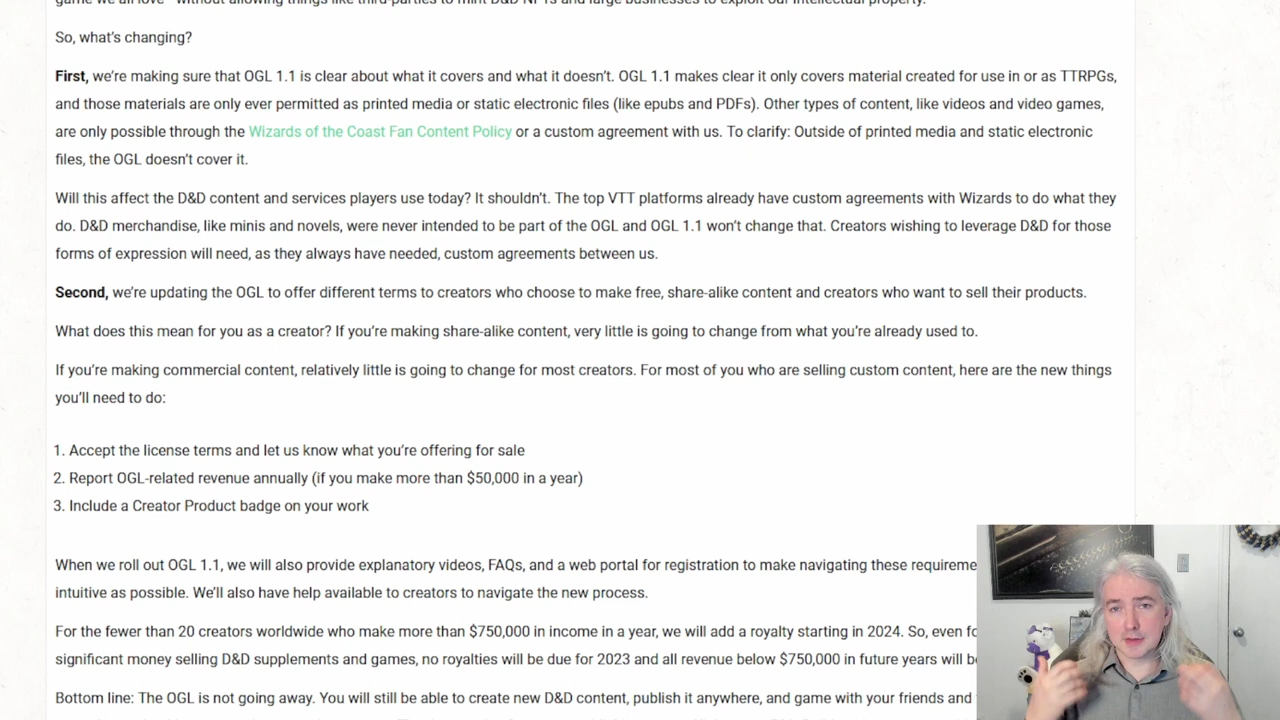 So, what's changing?
First, we're making sure that OGL 1.1 is clear about what it covers and what it doesn't. OGL 1.1 makes clear it only covers material created for use in or as TTRPGs,
and those materials are only ever permitted as printed media or static electronic files (like epubs and PDFs). Other types of content, like videos and video games,
are only possible through the Wizards of the Coast Fan Content Policy or a custom agreement with us. To clarify: Outside of printed media and static electronic
files, the OGL doesn't cover it.
Will this affect the D&D content and services players use today? It shouldn't. The top VTT platforms already have custom agreements with Wizards to do what they
do. D&D merchandise, like minis and novels, were never intended to be part of the OGL and OGL 1.1 won't change that. Creators wishing to leverage D&D for those
forms of expression will need, as they always have needed, custom agreements between us.
Second, we're updating the OGL to offer different terms to creators who choose to make free, share-alike content and creators who want to sell their products.
What does this mean for you as a creator? If you're making share-alike content, very little is going to change from what you're already used to.
If you're making commercial content, relatively little is going to change for most creators. For most of you who are selling custom content, here are the new things
you'll need to do:
1. Accept the license terms and let us know what you're offering for sale
2. Report OGL-related revenue annually (if you make more than $50,000 in a year)
3. Include a Creator Product badge on your work
When we roll out OGL 1.1, we will also provide explanatory videos, FAQs, and a web portal for registration to make navigating these requireme
intuitive as possible. We'll also have help available to creators to navigate the new process.
For the fewer than 20 creators worldwide who make more than $750,000 in income in a year, we will add a royalty starting in 2024. So, even fo
significant money selling D&D supplements and games, no royalties will be due for 2023 and all revenue below $750,000 in future years will be
Bottom line: The OGL is not going away. You will still be able to create new D&D content, publish it anywhere, and game with your friends and